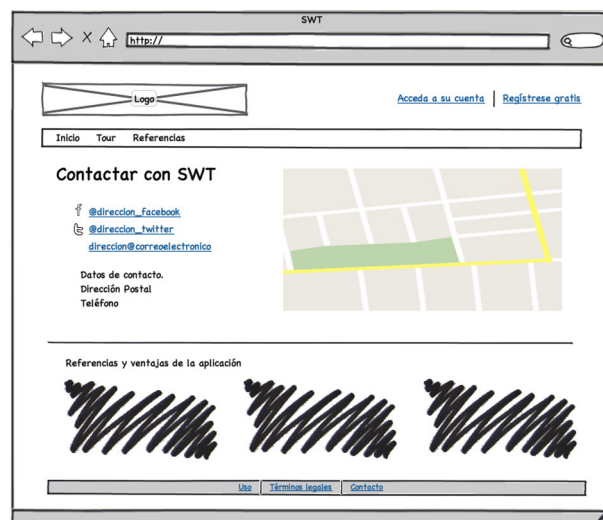 SWT
http://
Logo
Acceda a su cuenta Regístrese gratis
Inicio Tour Referencias
Contactar con SWT
@direccion_facebook
@direccion_twitter
direccion@correoelectronico
Datos de contacto.
Dirección Postal
Teléfono
Referencias y ventajas de la aplicación
Uso Términos legales Contacto